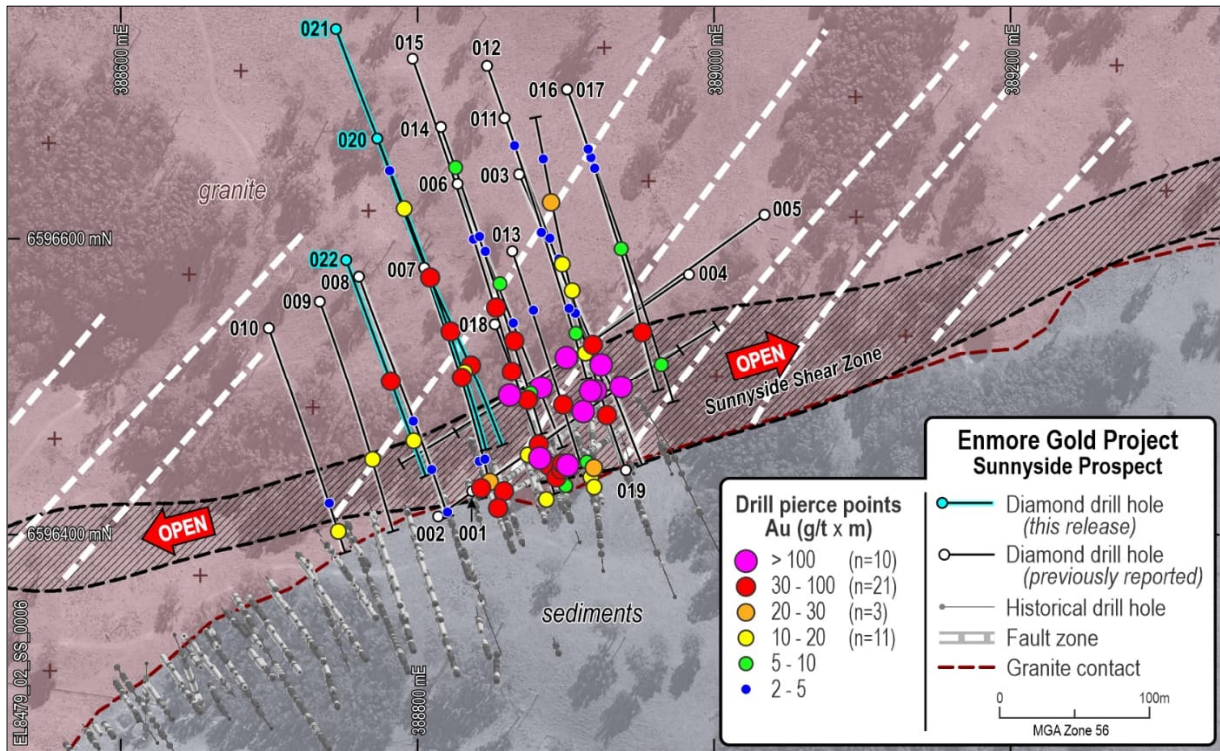 388600 mE
389000 mE
389200 mE
021
015
012
016
017
014
011
020
006
003
005
granite
6596600 mN
013
022
008
007
004
009
010
018
OPEN
Sunnyside Shear Zone
OPEN
019
002
001
6596400 mN
sediments
388800 mE
EL8479_02_SS_0006
Drill pierce points
Au (g/t x m)
> 100 (n=10)
30 - 100 (n=21)
20 - 30 (n=3)
10 - 20 (n=11)
5 - 10
2 - 5
Enmore Gold Project
Sunnyside Prospect
Diamond drill hole
(this release)
Diamond drill hole
(previously reported)
Historical drill hole
Fault zone
Granite contact
0 100m
MGA Zone 56